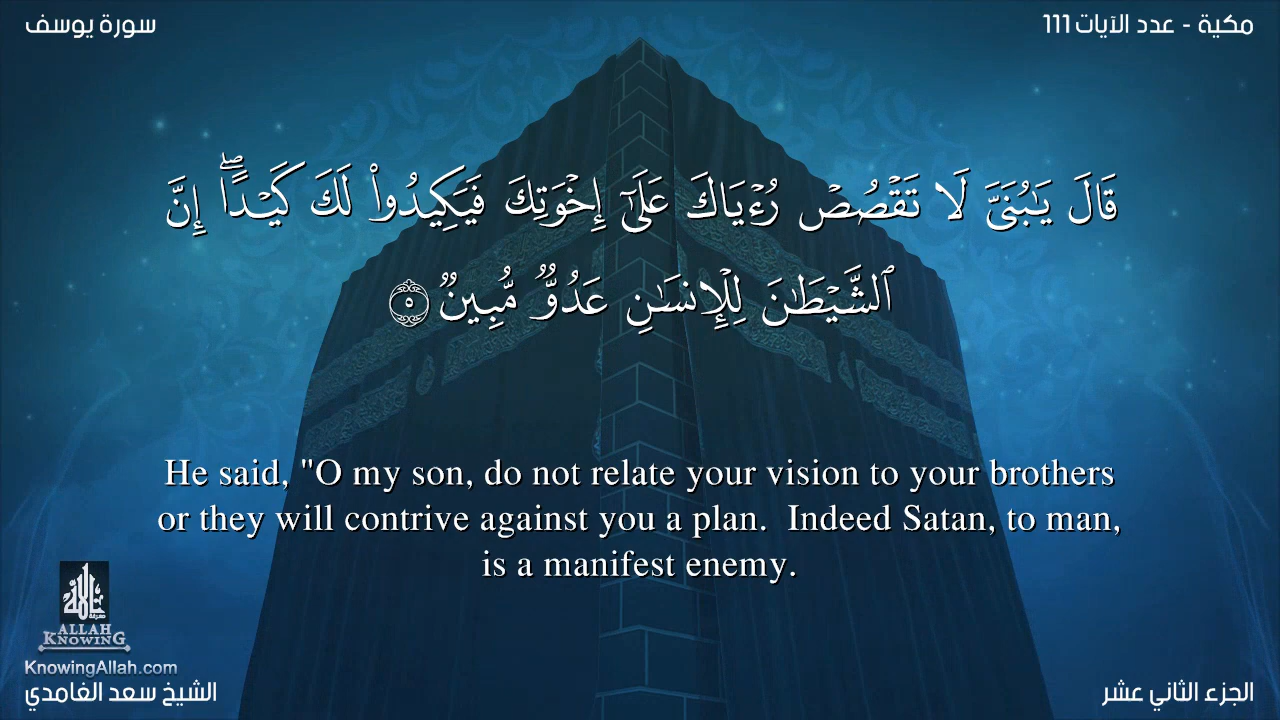 سورة يوسف
مكية - عدد الآيات 111
قَالَ يَـٰبُنَىَّ لَا تَقْصُصْ رُءْيَاكَ عَلَىٰٓ إِخْوَتِكَ فَيَكِيدُوا۟ لَكَ كَيْدًا ۖ إِنَّ
ٱلشَّيْطَـٰنَ لِلْإِنسَـٰنِ عَدُوٌّ مُّبِينٌ ٥
He said, "O my son, do not relate your vision to your brothers
or they will contrive against you a plan.  Indeed Satan, to man,
is a manifest enemy.
معرفة الله
ALLAH
KNOWING
KnowingAllah.com
الشيخ سعد الغامدي
الجزء الثاني عشر